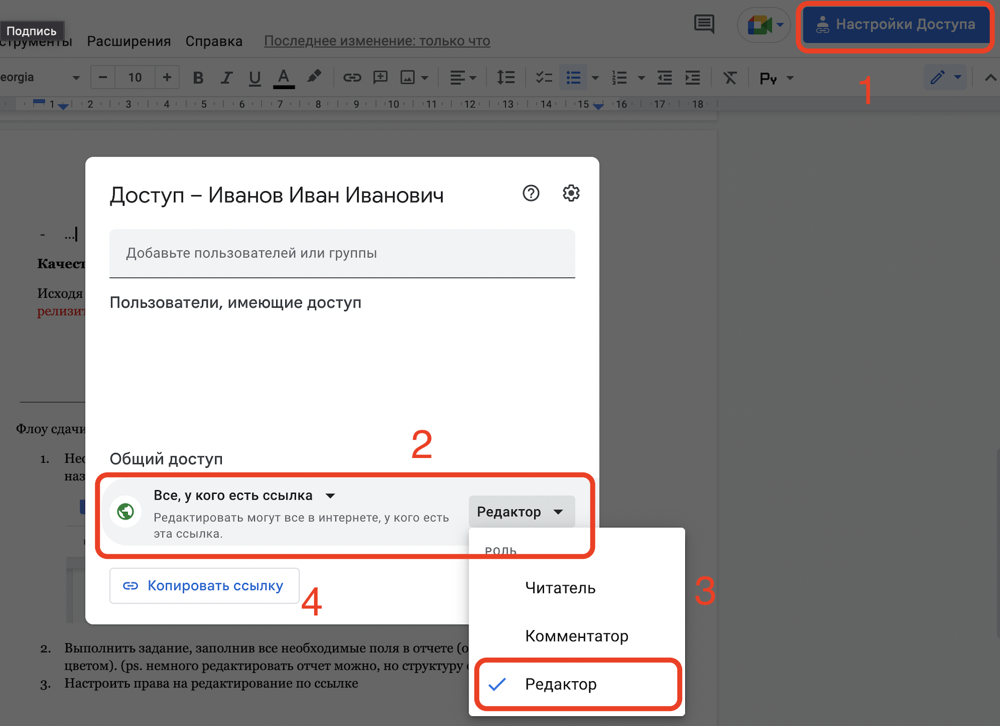 Подпись
Настройки Доступа
струменты Расширения Справка Последнее изменение: только что
eorgia − 10 + B I U A Ру
1
1 2 3 4 5 6 7 8 9 10 11 12 13 14 15 16 17 18
Доступ – Иванов Иван Иванович
- ...
Добавьте пользователей или группы
Качест
Исходя
Пользователи, имеющие доступ
релизит
2
Флоу сдачи
1. Нео
Общий доступ
наз
Все, у кого есть ссылка
Редактор
Редактировать могут все в интернете, у кого есть
эта ссылка.
РОЛЬ
Копировать ссылку
4
Читатель
3
Комментатор
2. Выполнить задание, заполнив все необходимые поля в отчете (о
цветом). (ps. немного редактировать отчет можно, но структуру
3. Настроить права на редактирование по ссылке
Редактор